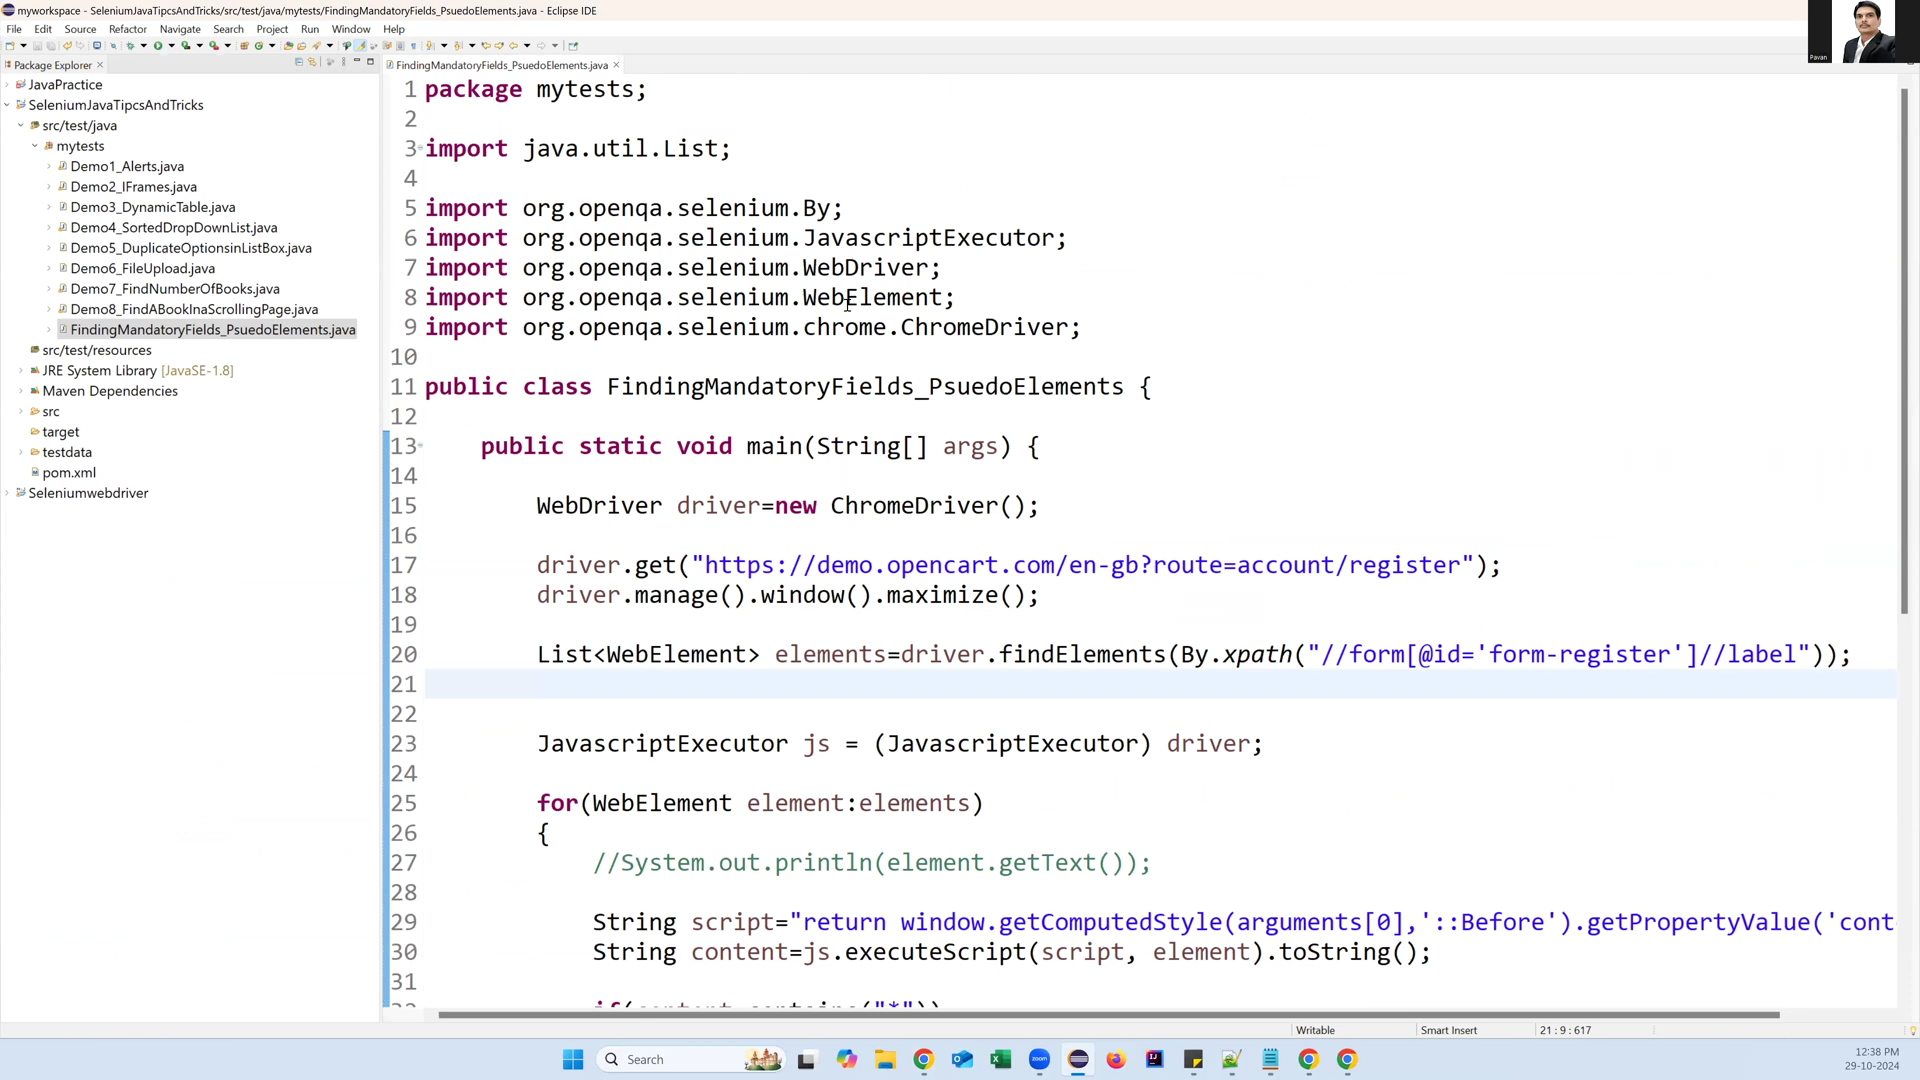 myworkspace - SeleniumJavaTipcsAndTricks/src/test/java/mytests/FindingMandatoryFields_PsuedoElements.java - Eclipse IDE
File Edit Source Refactor Navigate Search Project Run Window Help
Package Explorer
FindingMandatoryFields_PsuedoElements.java
Pavan
JavaPractice
SeleniumJavaTipcsAndTricks
src/test/java
mytests
Demo1_Alerts.java
Demo2_IFrames.java
Demo3_DynamicTable.java
Demo4_SortedDropDownList.java
Demo5_DuplicateOptionsinListBox.java
Demo6_FileUpload.java
Demo7_FindNumberOfBooks.java
Demo8_FindABookInaScrollingPage.java
FindingMandatoryFields_PsuedoElements.java
src/test/resources
JRE System Library [JavaSE-1.8]
Maven Dependencies
src
target
testdata
pom.xml
Seleniumwebdriver
1 package mytests;
2
3 import java.util.List;
4
5 import org.openqa.selenium.By;
6 import org.openqa.selenium.JavascriptExecutor;
7 import org.openqa.selenium.WebDriver;
8 import org.openqa.selenium.WebElement;
9 import org.openqa.selenium.chrome.ChromeDriver;
10
11 public class FindingMandatoryFields_PsuedoElements {
12
13 public static void main(String[] args) {
14
15 WebDriver driver=new ChromeDriver();
16
17 driver.get("https://demo.opencart.com/en-gb?route=account/register");
18 driver.manage().window().maximize();
19
20 List<WebElement> elements=driver.findElements(By.xpath("//form[@id='form-register']//label"));
21
22
23 JavascriptExecutor js = (JavascriptExecutor) driver;
24
25 for(WebElement element:elements)
26 {
27 //System.out.println(element.getText());
28
29 String script="return window.getComputedStyle(arguments[0],'::Before').getPropertyValue('cont
30 String content=js.executeScript(script, element).toString();
31
32 if(content.contains("*"))
Writable Smart Insert 21 : 9 : 617
Search
zoom
12:38 PM
29-10-2024